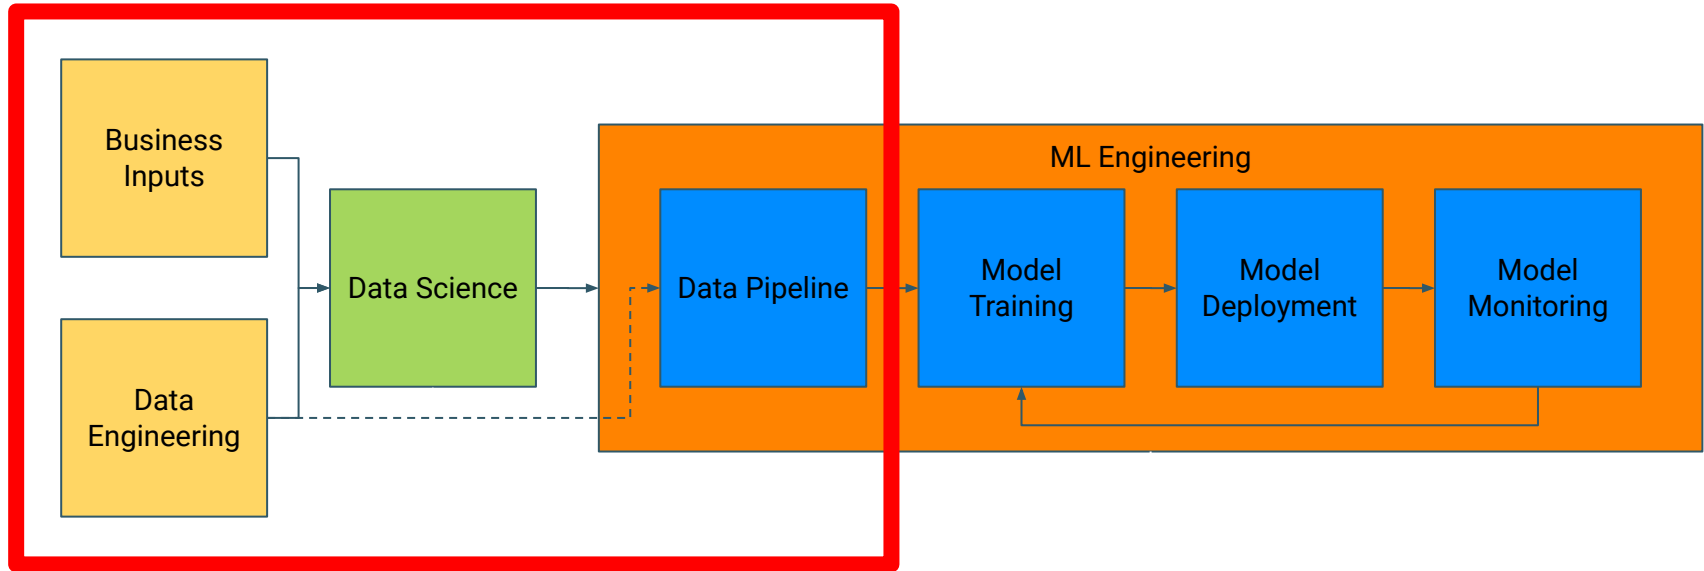 Business
Inputs
Data
Engineering
Data Science
ML Engineering
Data Pipeline
Model
Training
Model
Deployment
Model
Monitoring